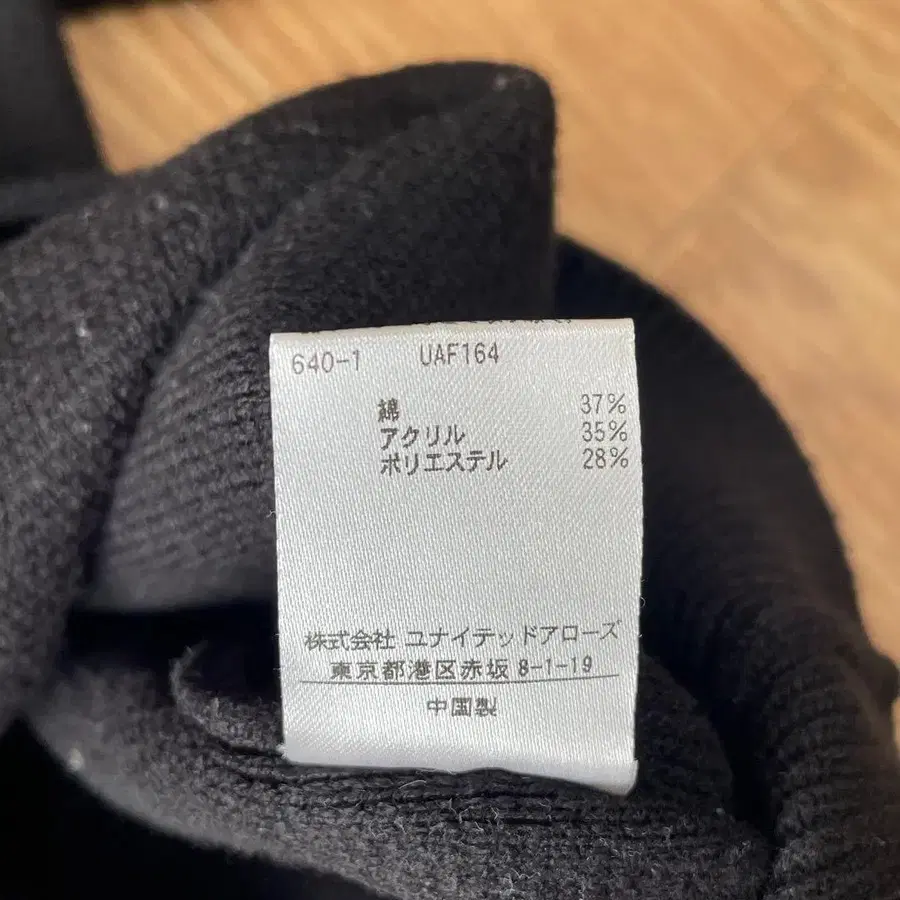 640-1 UAF164
綿 37%
アクリル 35%
ポリエステル 28%
株式会社 ユナイテッドアローズ
東京都港区赤坂 8-1-19
中国製